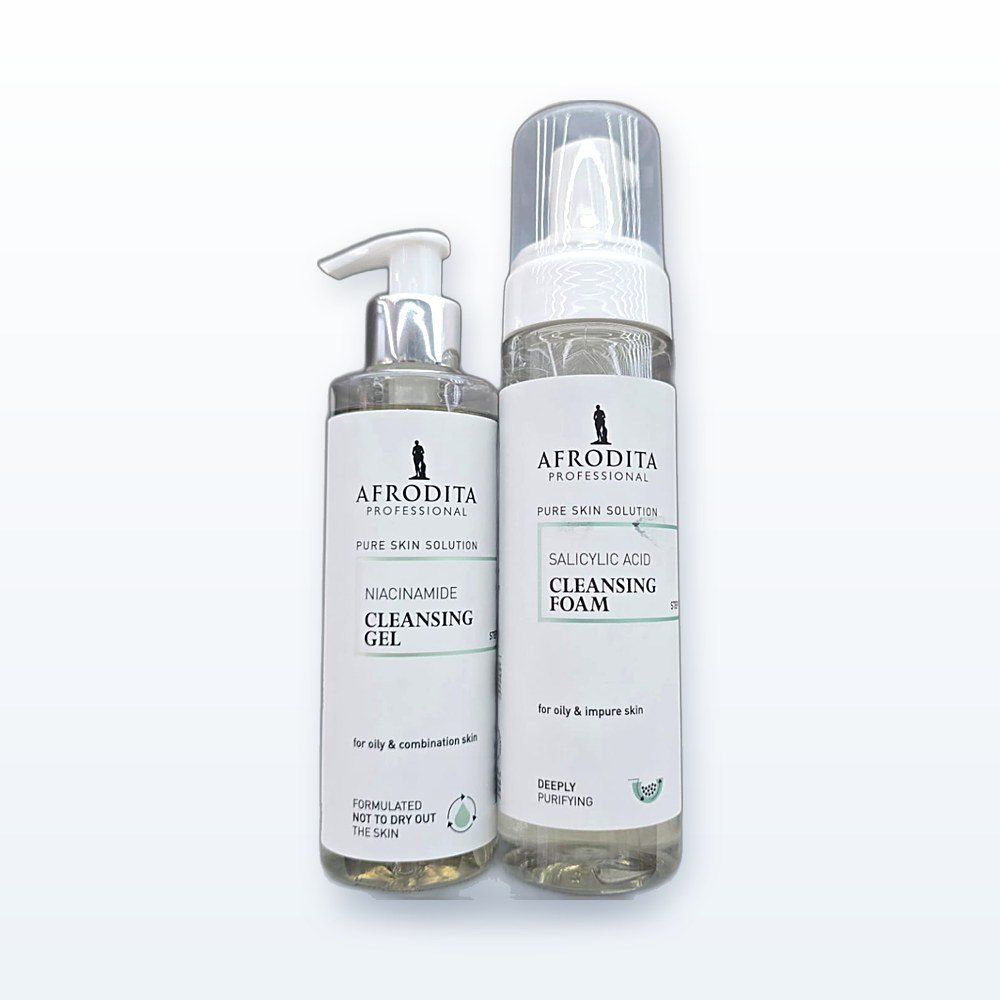 AFRODITA
PROFESSIONAL
PURE SKIN SOLUTION
NIACINAMIDE
CLEANSING
GEL
for oily & combination skin
FORMULATED
NOT TO DRY OUT
THE SKIN
AFRODITA
PROFESSIONAL
PURE SKIN SOLUTION
SALICYLIC ACID
CLEANSING
FOAM
for oily & impure skin
DEEPLY
PURIFYING